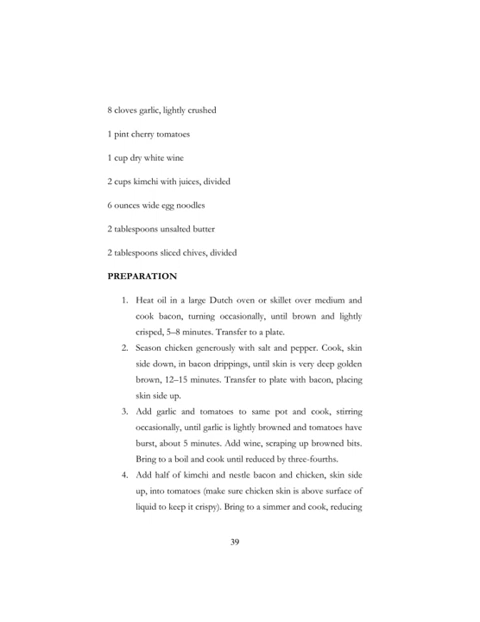 8 cloves garlic, lightly crushed
1 pint cherry tomatoes
1 cup dry white wine
2 cups kimchi with juices, divided
6 ounces wide egg noodles
2 tablespoons unsalted butter
2 tablespoons sliced chives, divided
PREPARATION
1. Heat oil in a large Dutch oven or skillet over medium and
cook bacon, turning occasionally, until brown and lightly
crisped, 5–8 minutes. Transfer to a plate.
2. Season chicken generously with salt and pepper. Cook, skin
side down, in bacon drippings, until skin is very deep golden
brown, 12–15 minutes. Transfer to plate with bacon, placing
skin side up.
3. Add garlic and tomatoes to same pot and cook, stirring
occasionally, until garlic is lightly browned and tomatoes have
burst, about 5 minutes. Add wine, scraping up browned bits.
Bring to a boil and cook until reduced by three-fourths.
4. Add half of kimchi and nestle bacon and chicken, skin side
up, into tomatoes (make sure chicken skin is above surface of
liquid to keep it crispy). Bring to a simmer and cook, reducing
39